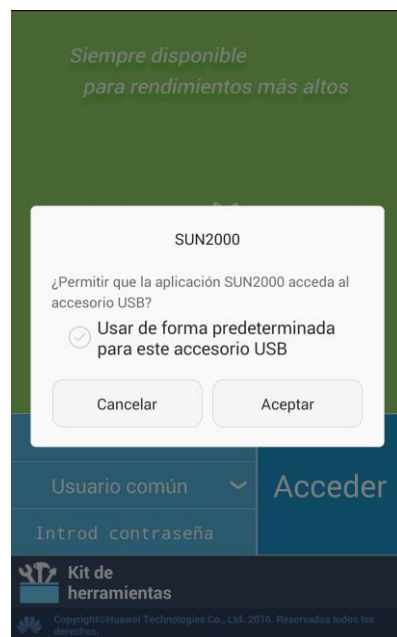 Siempre disponible
para rendimientos más altos
SUN2000
¿Permitir que la aplicación SUN2000 acceda al
accesorio USB?
Usar de forma predeterminada
para este accesorio USB
Cancelar
Aceptar
Usuario común
Acceder
Introd contraseña
Kit de
herramientas
Copyright©Huawei Technologies Co., Ltd. 2016. Reservados todos los
derechos.